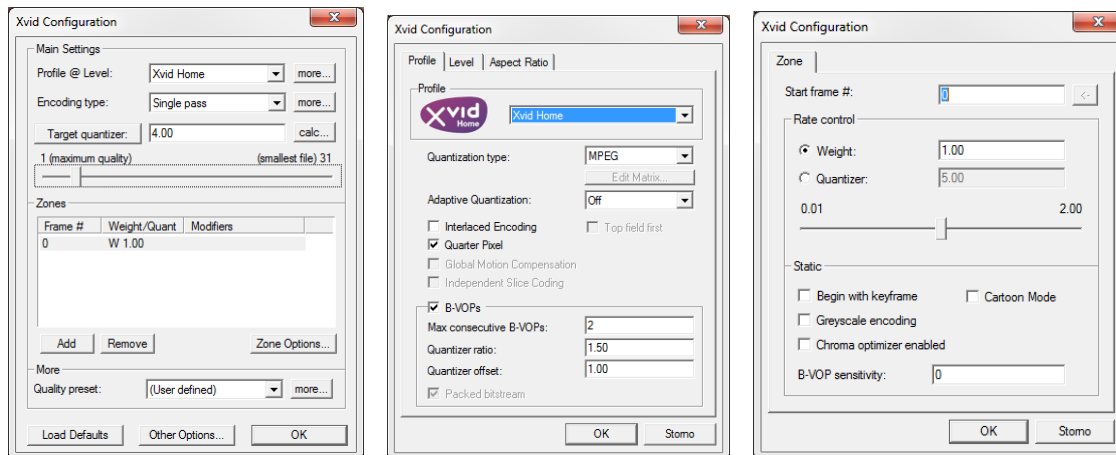 Xvid Configuration
Main Settings
Profile @ Level: Xvid Home more...
Encoding type: Single pass more...
Target quantizer: 4.00 calc...
1 (maximum quality) (smallest file) 31
Zones
Frame # Weight/Quant Modifiers
0 W 1.00
Add Remove Zone Options...
More
Quality preset: (User defined) more...
Load Defaults Other Options... OK
Xvid Configuration
Profile Level Aspect Ratio
Profile
Xvid Home Xvid Home
Quantization type: MPEG
Edit Matrix...
Adaptive Quantization: Off
Interlaced Encoding Top field first
Quarter Pixel
Global Motion Compensation
Independent Slice Coding
B-VOPs
Max consecutive B-VOPs: 2
Quantizer ratio: 1.50
Quantizer offset: 1.00
Packed bitstream
OK Storno
Xvid Configuration
Zone
Start frame #: 0 <-
Rate control
Weight: 1.00
Quantizer: 5.00
0.01 2.00
Static
Begin with keyframe Cartoon Mode
Greyscale encoding
Chroma optimizer enabled
B-VOP sensitivity: 0
OK Storno